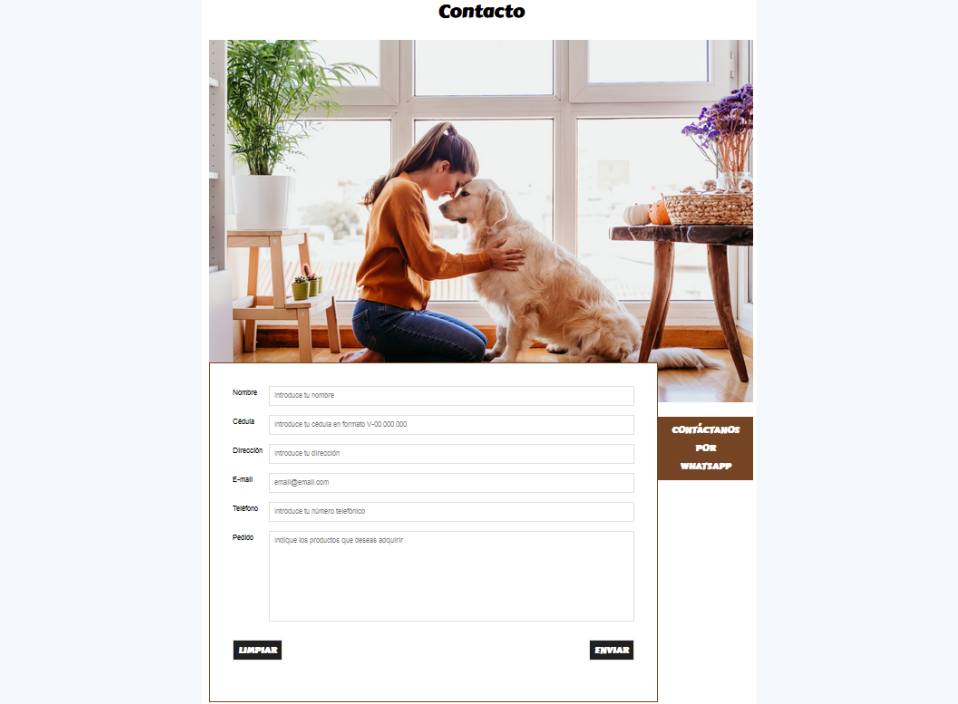 Contacto
Nombre
Introduce tu nombre
Cédula
Introduce tu cédula en formato V-00.000.000
Dirección
Introduce tu dirección
E-mail
email@email.com
Teléfono
Introduce tu número telefónico
Pedido
Indique los productos que deseas adquirir
LIMPIAR
ENVIAR
CONTÁCTANOS
POR
WHATSAPP